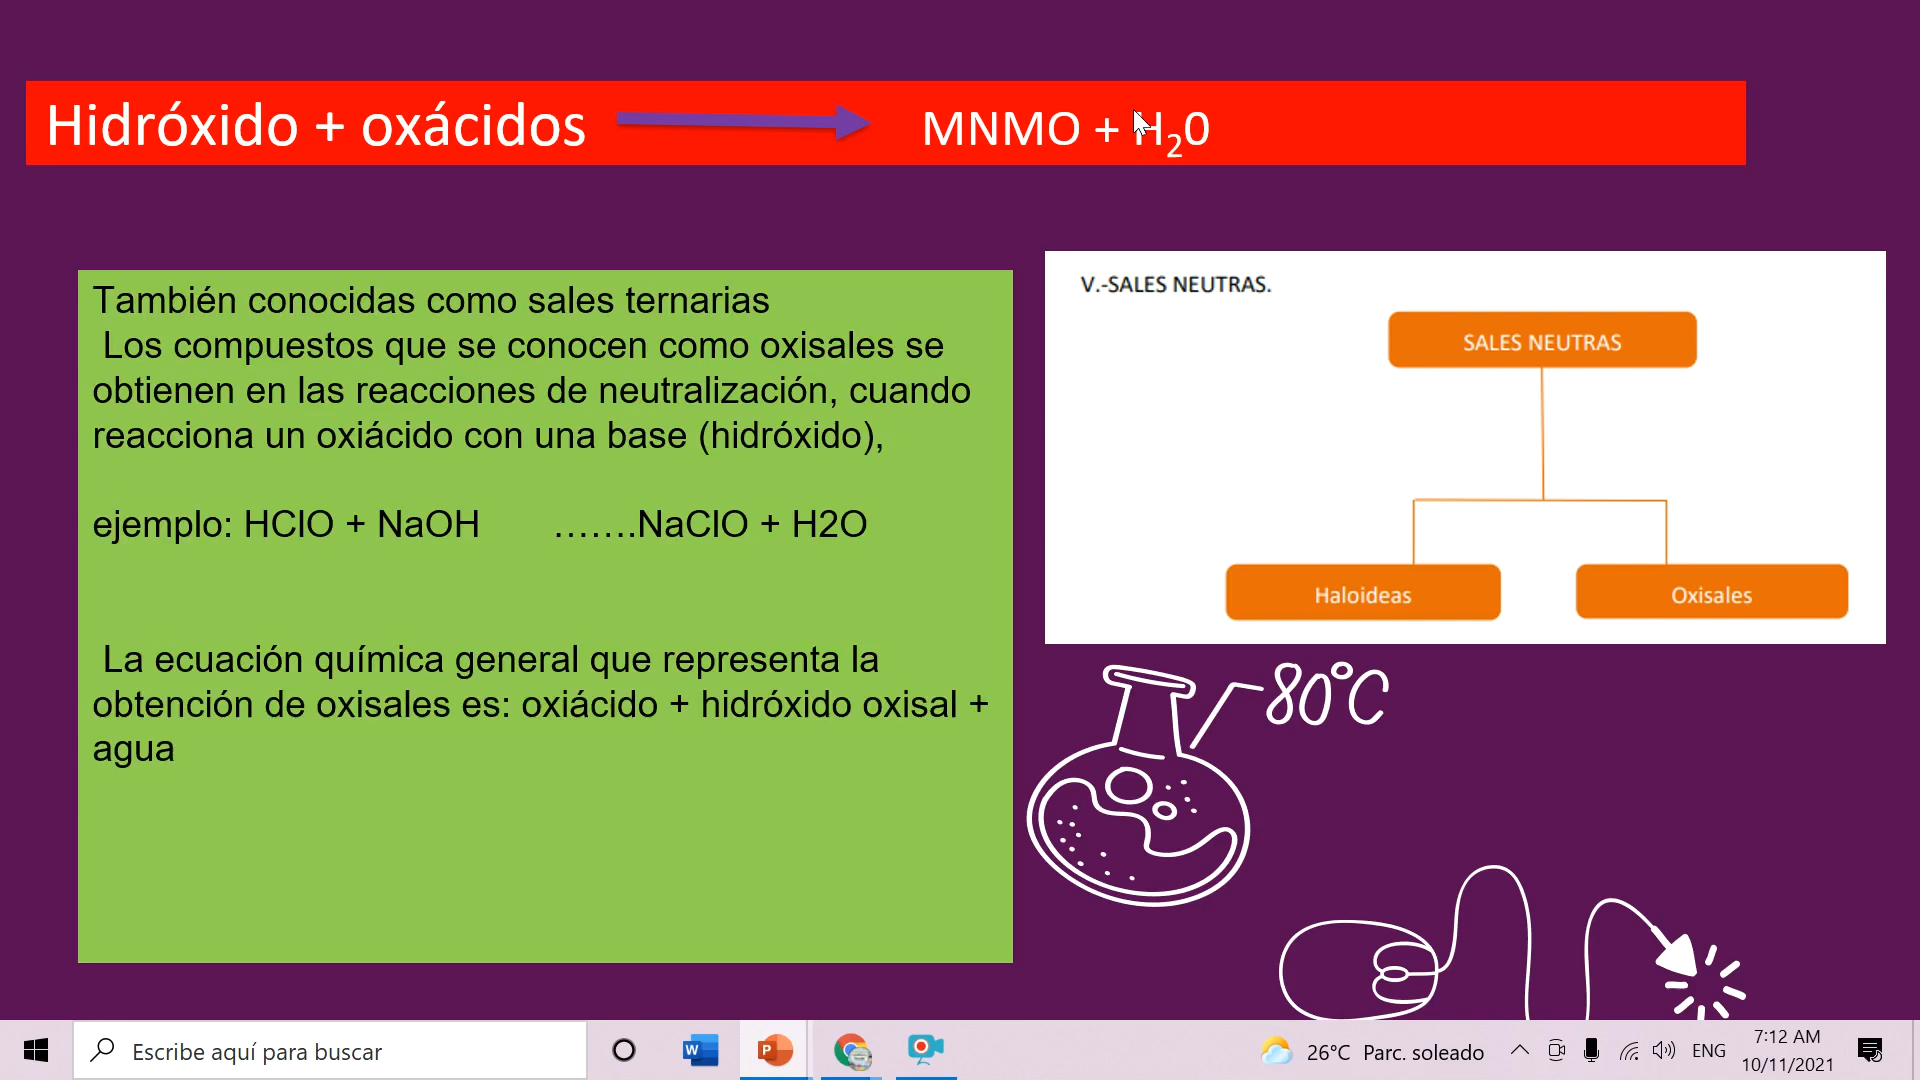 Hidróxido + oxácidos MNMO + H₂0
También conocidas como sales ternarias
Los compuestos que se conocen como oxisales se
obtienen en las reacciones de neutralización, cuando
reacciona un oxiácido con una base (hidróxido),
ejemplo: HClO + NaOH …….NaClO + H2O
La ecuación química general que representa la
obtención de oxisales es: oxiácido + hidróxido oxisal +
agua
V.-SALES NEUTRAS.
SALES NEUTRAS
Haloideas Oxisales
80°C
Escribe aquí para buscar
26°C Parc. soleado
ENG
7:12 AM
10/11/2021